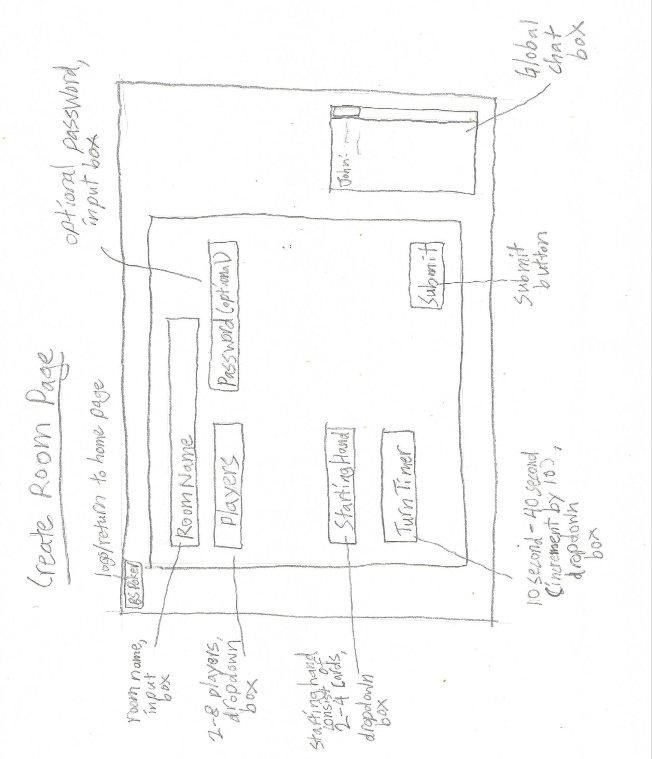 Create Room Page
logo/return to home page
BS Poker
room name,
input
box
Room Name
optional password,
input box
Password (optional)
2-8 players,
dropdown
box
Players
Starting hand
consist of
2-4 cards,
dropdown
box
Starting Hand
Turn Timer
10 second - 40 second
(increment by 10),
dropdown
box
Submit
Submit
button
John:
Global
chat
box